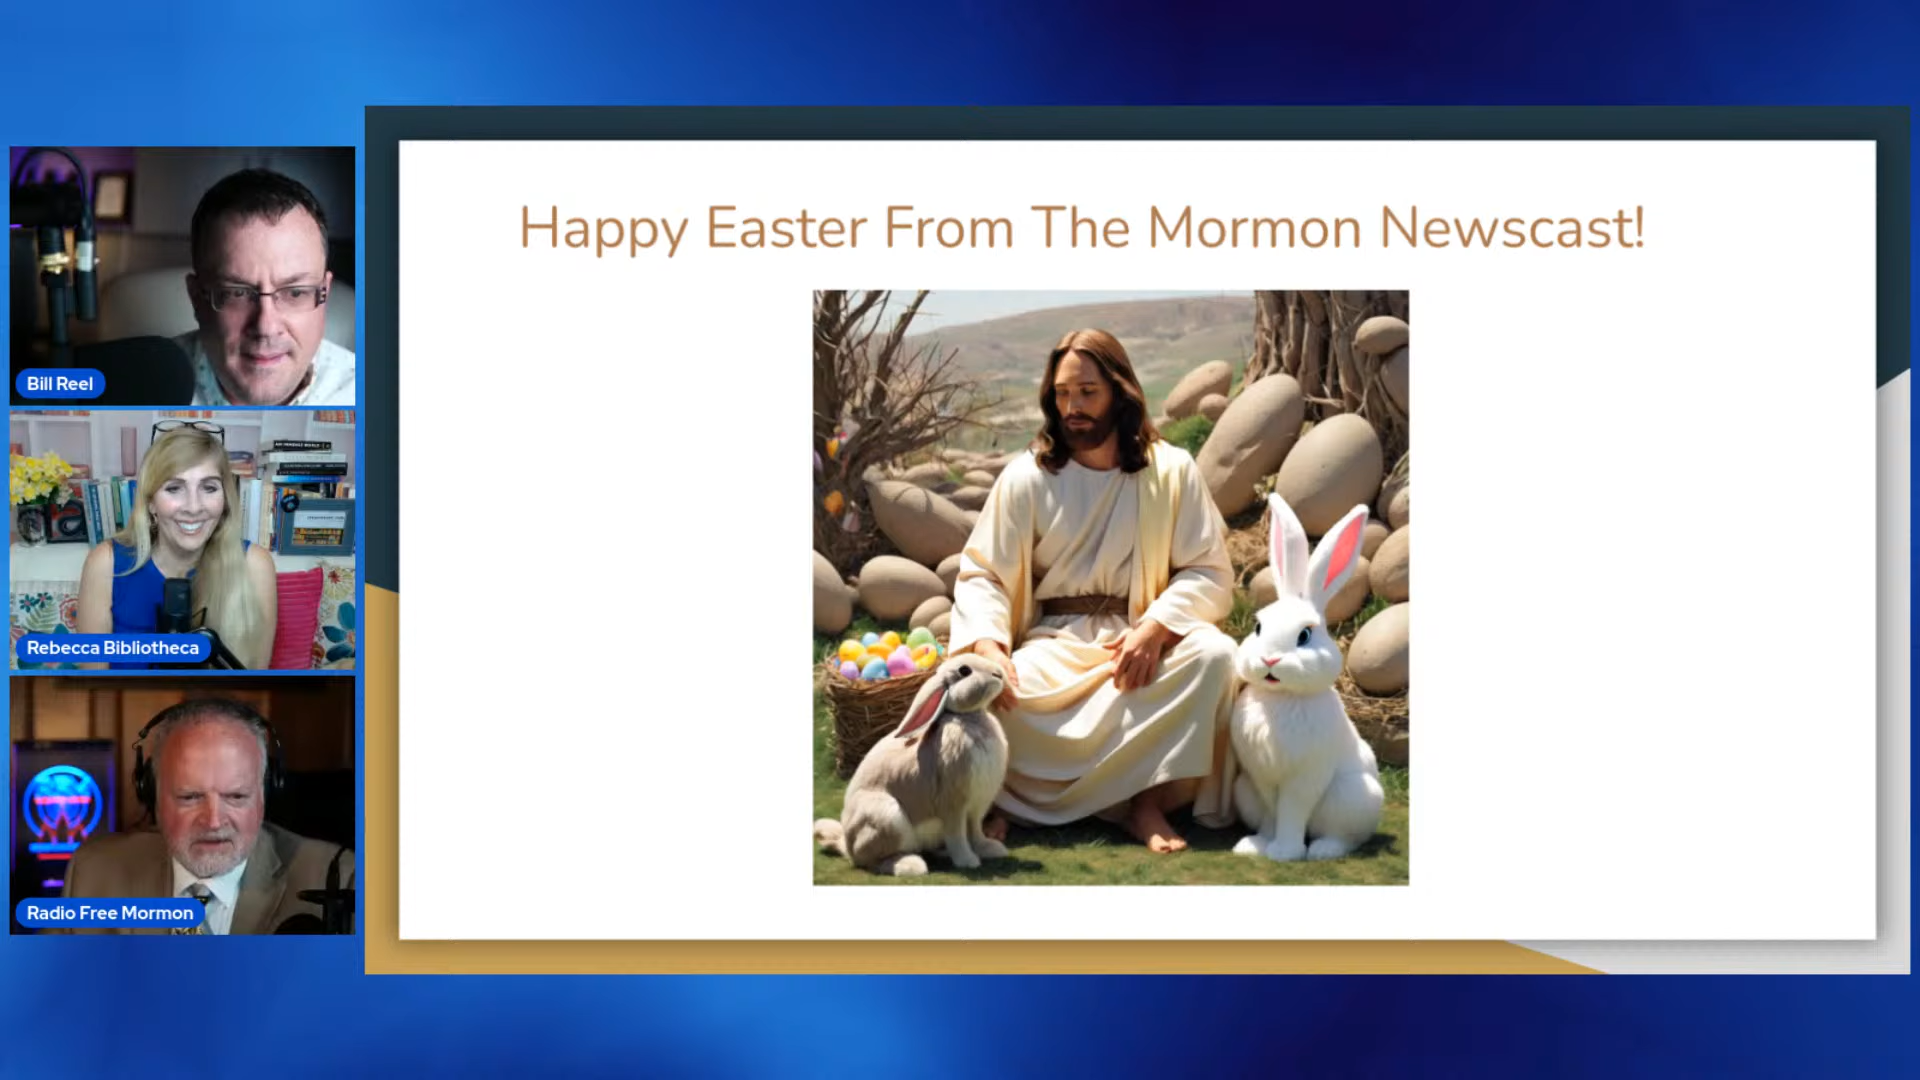 Happy Easter From The Mormon Newscast!
Bill Reel
Rebecca Bibliotheca
Radio Free Mormon